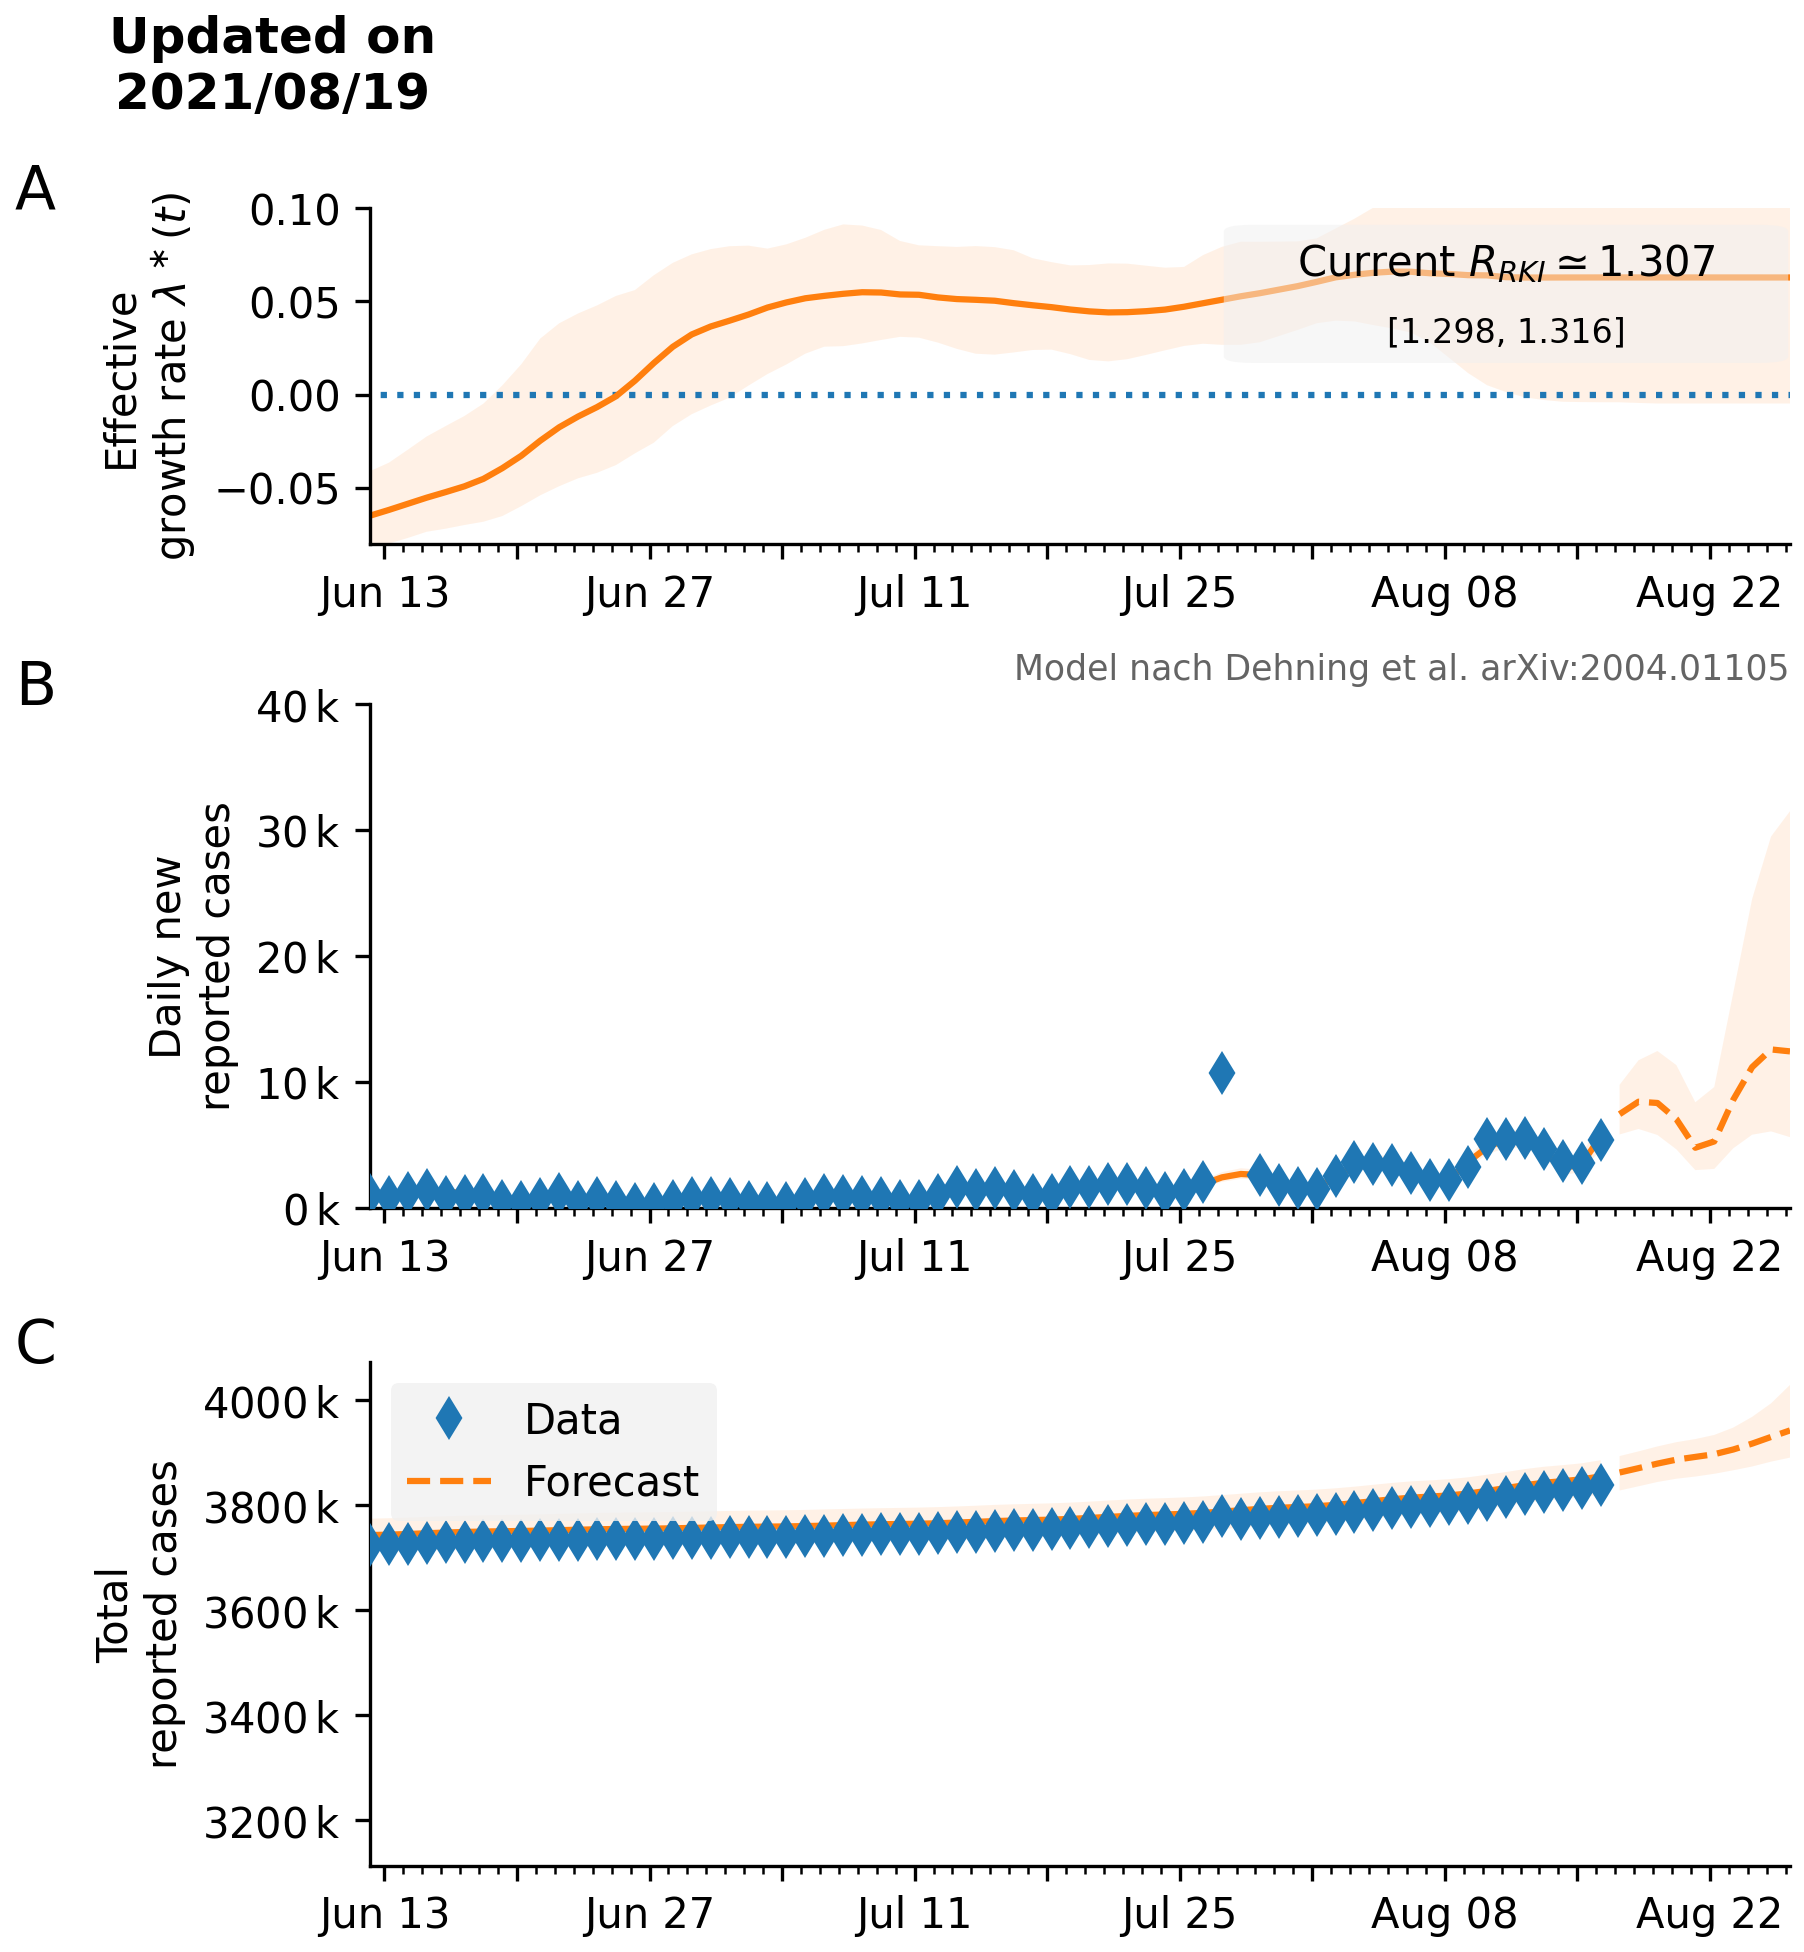 Updated on
2021/08/19
A
Effective
growth rate λ * (t)
0.10
0.05
0.00
−0.05
Current R_RKI ≃ 1.307
[1.298, 1.316]
Jun 13 Jun 27 Jul 11 Jul 25 Aug 08 Aug 22
Model nach Dehning et al. arXiv:2004.01105
B
Daily new
reported cases
40 k
30 k
20 k
10 k
0 k
Jun 13 Jun 27 Jul 11 Jul 25 Aug 08 Aug 22
C
Total
reported cases
4000 k
3800 k
3600 k
3400 k
3200 k
Data
Forecast
Jun 13 Jun 27 Jul 11 Jul 25 Aug 08 Aug 22